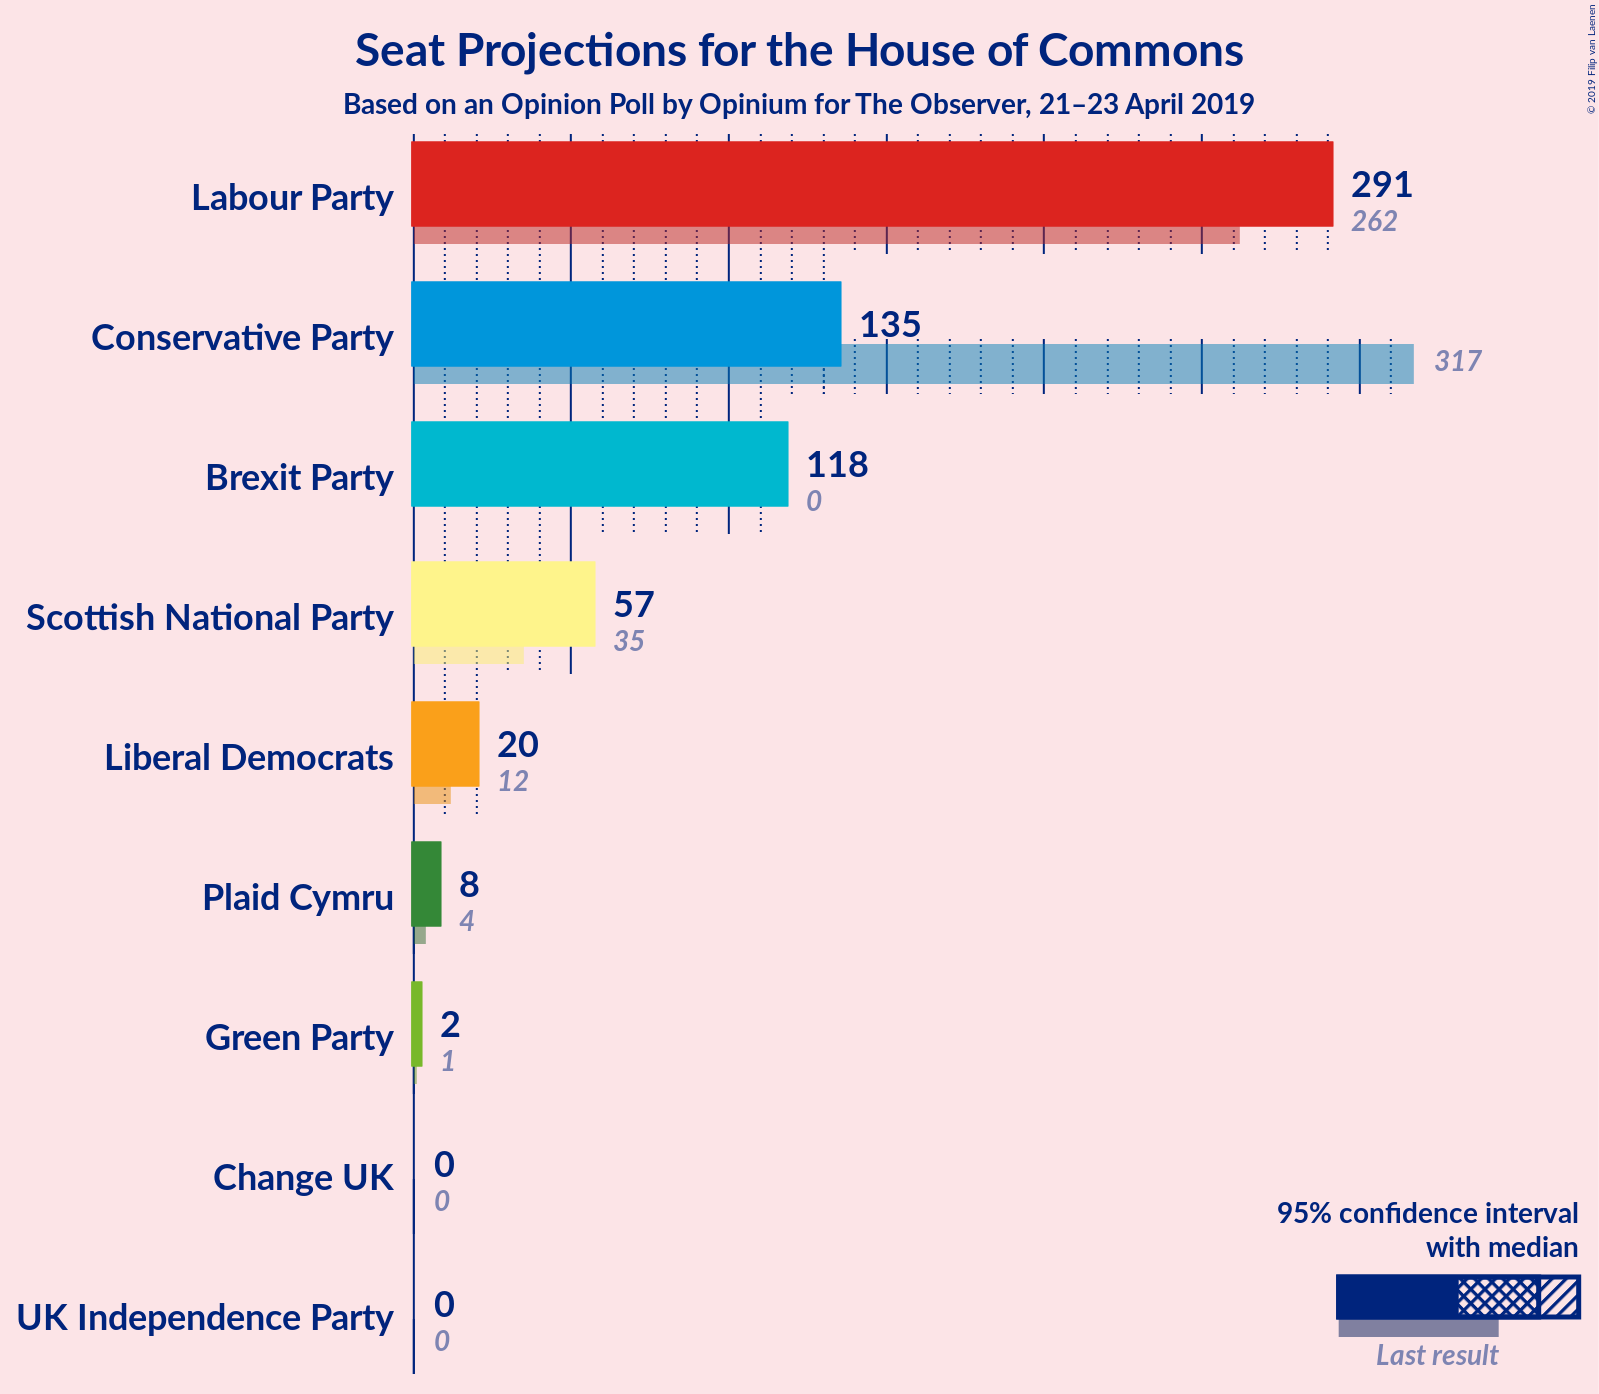 Seat Projections for the House of Commons
Based on an Opinion Poll by Opinium for The Observer, 21–23 April 2019
© 2019 Filip van Laenen
Labour Party
291
262
Conservative Party
135
317
Brexit Party
118
0
Scottish National Party
57
35
Liberal Democrats
20
12
Plaid Cymru
8
4
Green Party
2
1
Change UK
0
0
UK Independence Party
0
0
95% confidence interval
with median
Last result